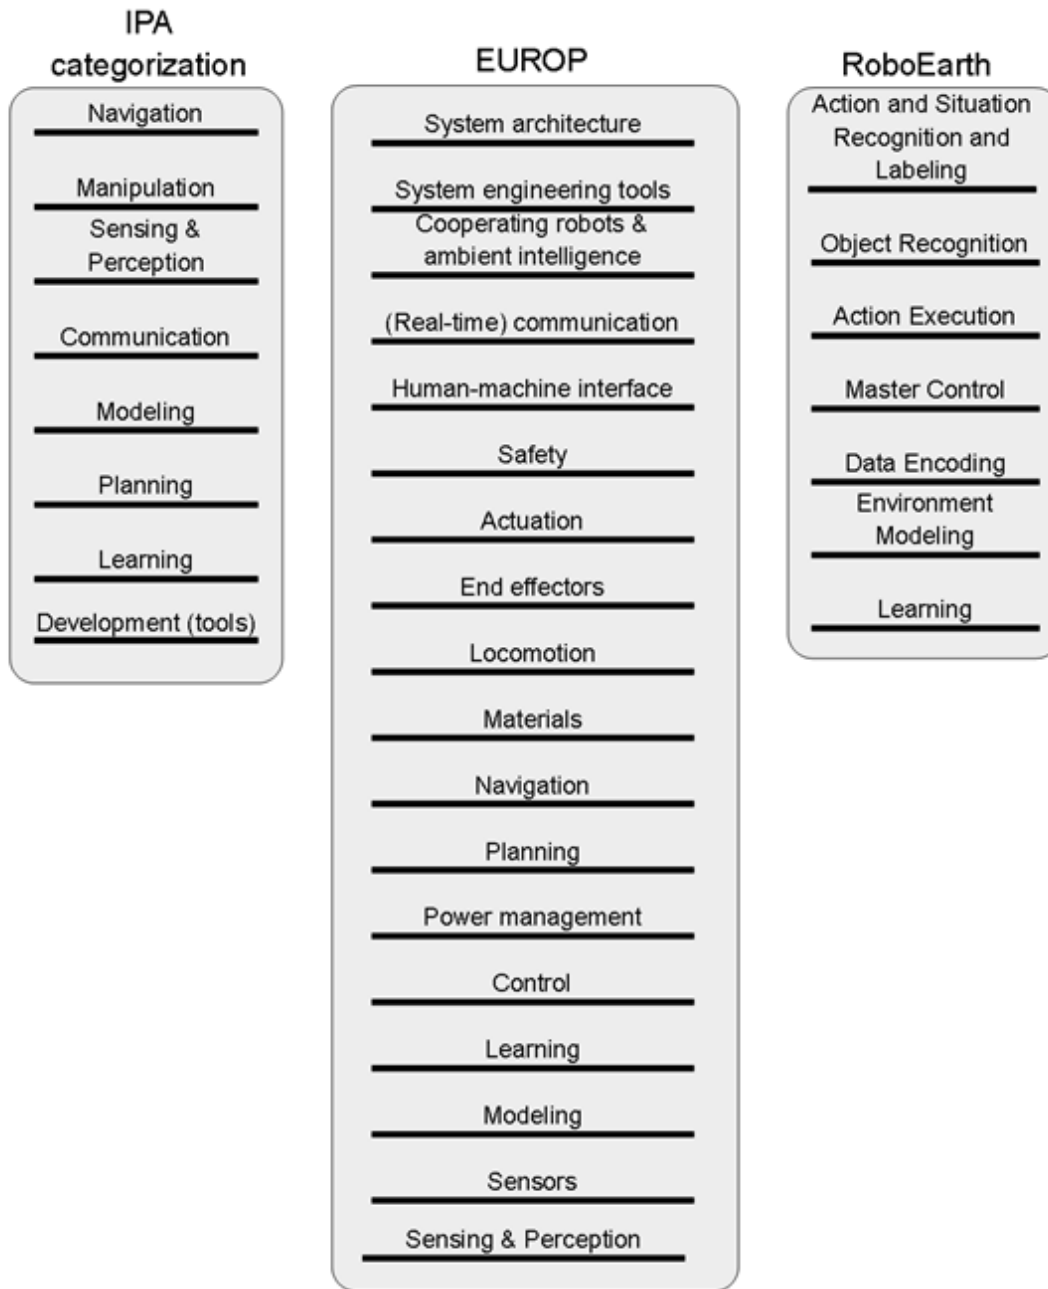 IPA
categorization
Navigation
Manipulation
Sensing &
Perception
Communication
Modeling
Planning
Learning
Development (tools)
EUROP
System architecture
System engineering tools
Cooperating robots &
ambient intelligence
(Real-time) communication
Human-machine interface
Safety
Actuation
End effectors
Locomotion
Materials
Navigation
Planning
Power management
Control
Learning
Modeling
Sensors
Sensing & Perception
RoboEarth
Action and Situation
Recognition and
Labeling
Object Recognition
Action Execution
Master Control
Data Encoding
Environment
Modeling
Learning